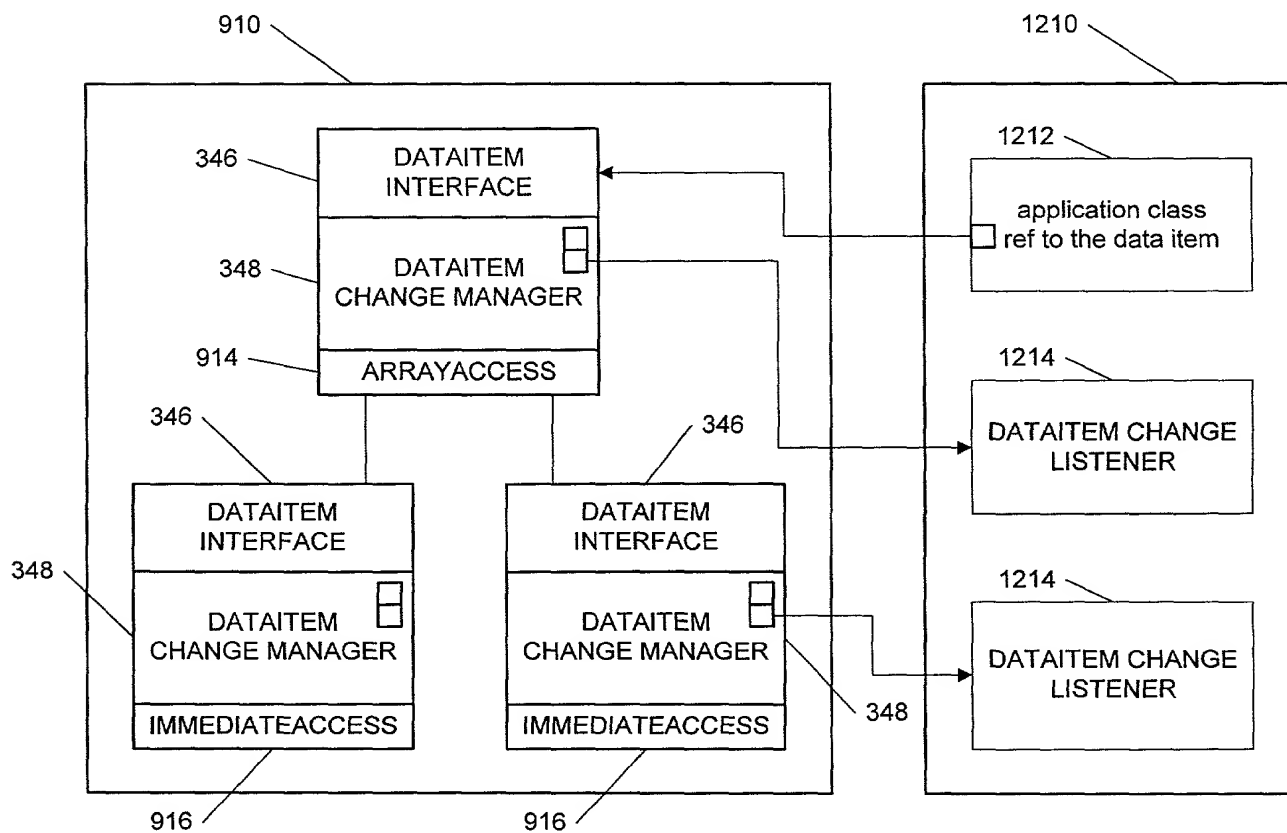 910
1210
346
DATAITEM
INTERFACE
1212
application class
ref to the data item
348
DATAITEM
CHANGE MANAGER
914
ARRAYACCESS
1214
DATAITEM CHANGE
LISTENER
346
346
DATAITEM
INTERFACE
DATAITEM
INTERFACE
348
DATAITEM
CHANGE MANAGER
DATAITEM
CHANGE MANAGER
1214
DATAITEM CHANGE
LISTENER
348
IMMEDIATEACCESS
IMMEDIATEACCESS
916
916